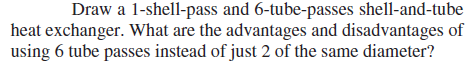 Draw a 1-shell-pass and 6-tube-passes shell-and-tube
heat exchanger. What are the advantages and disadvantages of
using 6 tube passes instead of just 2 of the same diameter?